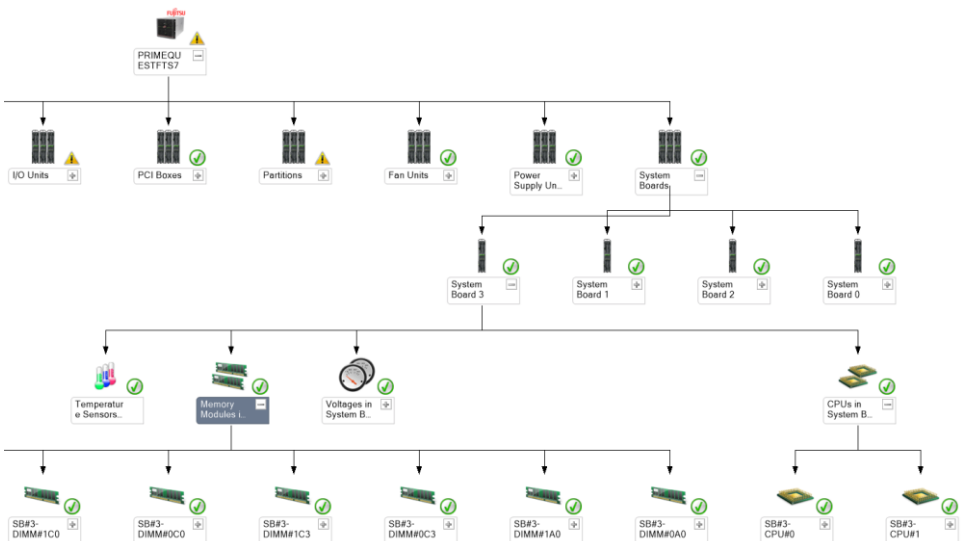 FUJITSU
PRIMEQU
ESTFTS7
I/O Units
PCI Boxes
Partitions
Fan Units
Power
Supply Un..
System
Boards
System
Board 3
System
Board 1
System
Board 2
System
Board 0
Temperatur
e Sensors..
Memory
Modules i..
Voltages in
System B..
CPUs in
System B..
SB#3-
DIMM#1C0
SB#3-
DIMM#0C0
SB#3-
DIMM#1C3
SB#3-
DIMM#0C3
SB#3-
DIMM#1A0
SB#3-
DIMM#0A0
SB#3-
CPU#0
SB#3-
CPU#1